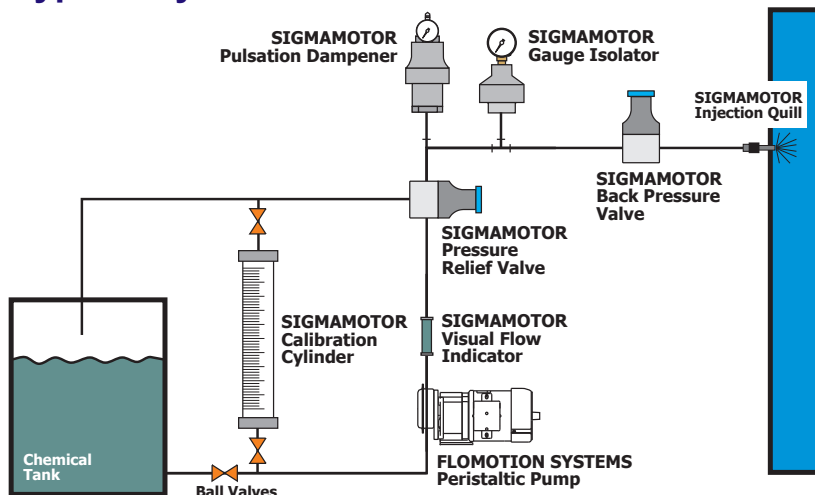 SIGMAMOTOR
Pulsation Dampener
SIGMAMOTOR
Gauge Isolator
SIGMAMOTOR
Injection Quill
SIGMAMOTOR
Back Pressure
Valve
SIGMAMOTOR
Pressure
Relief Valve
SIGMAMOTOR
Calibration
Cylinder
SIGMAMOTOR
Visual Flow
Indicator
Chemical
Tank
FLOMOTION SYSTEMS
Peristaltic Pump
Ball Valves